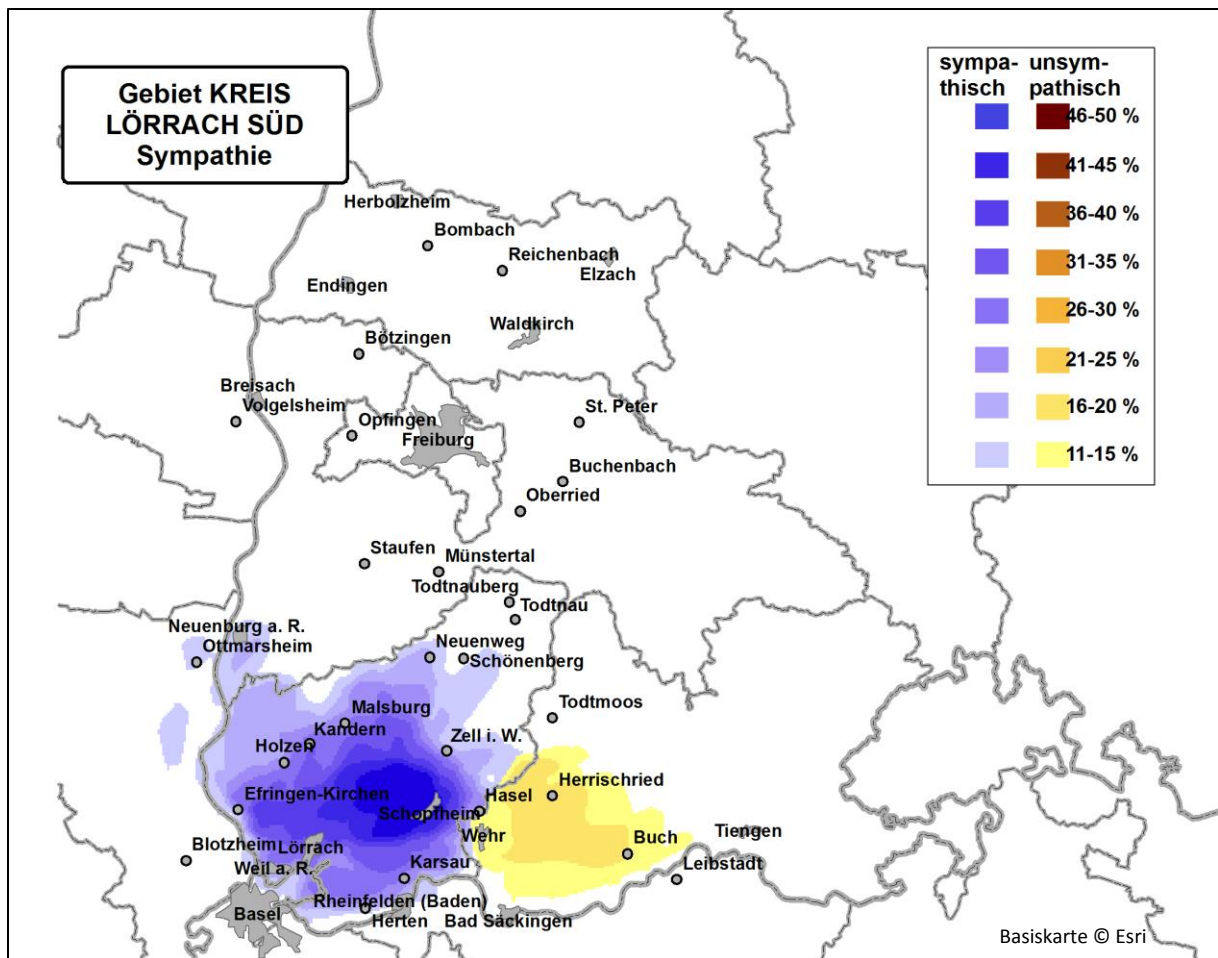 Gebiet KREIS
LÖRRACH SÜD
Sympathie
sympa-
thisch
unsym-
pathisch
46-50 %
41-45 %
36-40 %
31-35 %
26-30 %
21-25 %
16-20 %
11-15 %
Herbolzheim
Bombach
Reichenbach
Elzach
Endingen
Waldkirch
Bötzingen
Breisach
Volgelsheim
Opfingen
Freiburg
St. Peter
Buchenbach
Oberried
Staufen
Münstertal
Todtnauberg
Todtnau
Neuenburg a. R.
Ottmarsheim
Neuenweg
Schönenberg
Malsburg
Todtmoos
Kandern
Holzen
Zell i. W.
Efringen-Kirchen
Schopfheim
Hasel
Herrischried
Wehr
Blotzheim
Lörrach
Weil a. R.
Karsau
Buch
Tiengen
Leibstadt
Rheinfelden (Baden)
Basel
Herten
Bad Säckingen
Basiskarte © Esri